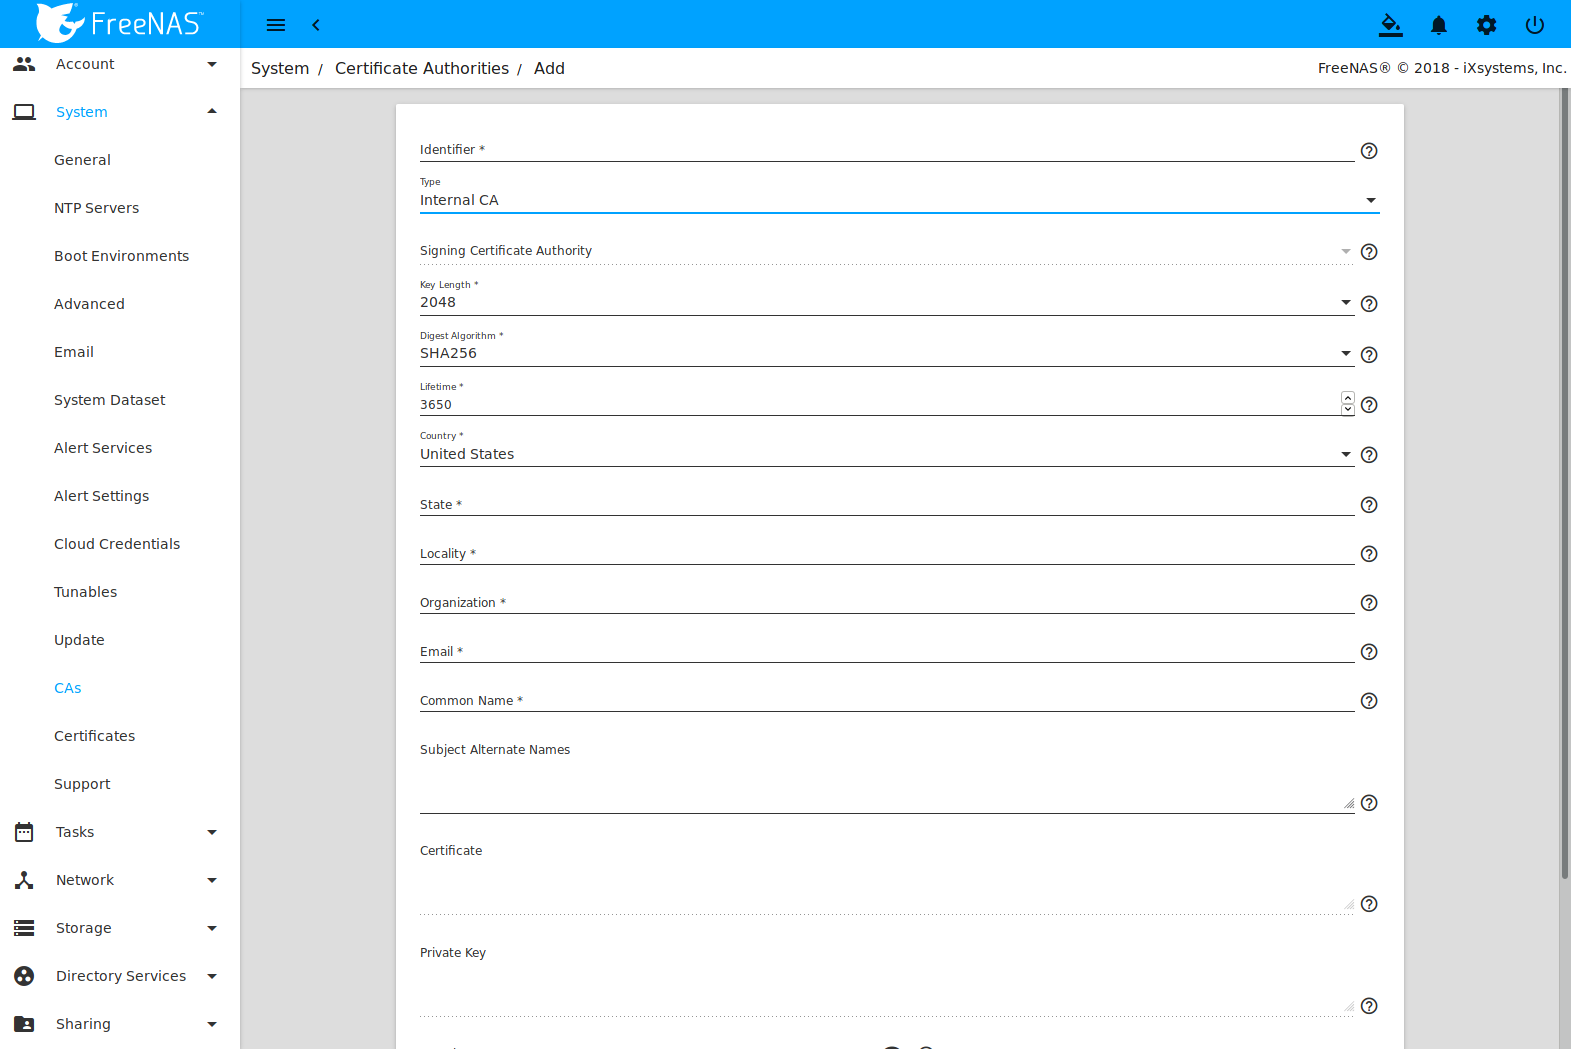 FreeNAS™
Account
System
General
NTP Servers
Boot Environments
Advanced
Email
System Dataset
Alert Services
Alert Settings
Cloud Credentials
Tunables
Update
CAs
Certificates
Support
Tasks
Network
Storage
Directory Services
Sharing
System / Certificate Authorities / Add
FreeNAS® © 2018 - iXsystems, Inc.
Identifier *
Type
Internal CA
Signing Certificate Authority
Key Length *
2048
Digest Algorithm *
SHA256
Lifetime *
3650
Country *
United States
State *
Locality *
Organization *
Email *
Common Name *
Subject Alternate Names
Certificate
Private Key